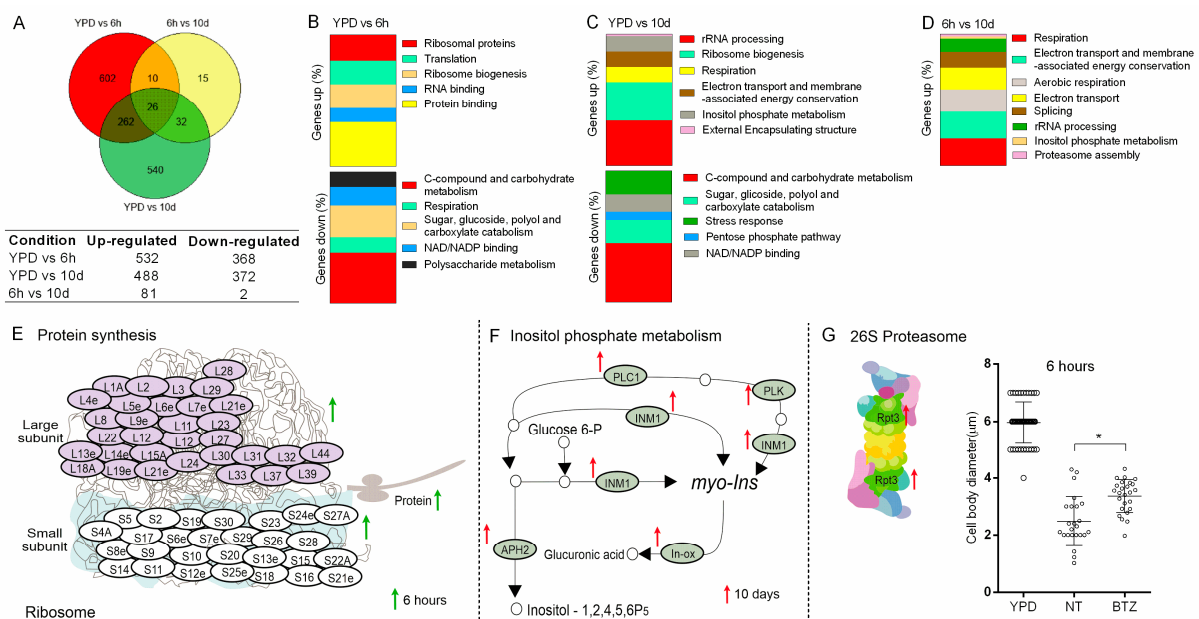 A
YPD vs 6h
6h vs 10d
602
10
15
26
262
32
540
YPD vs 10d
Condition Up-regulated Down-regulated
YPD vs 6h 532 368
YPD vs 10d 488 372
6h vs 10d 81 2
B YPD vs 6h
Genes up (%)
Ribosomal proteins
Translation
Ribosome biogenesis
RNA binding
Protein binding
Genes down (%)
C-compound and carbohydrate
metabolism
Respiration
Sugar, glucoside, polyol and
carboxylate catabolism
NAD/NADP binding
Polysaccharide metabolism
C YPD vs 10d
Genes up (%)
rRNA processing
Ribosome biogenesis
Respiration
Electron transport and membrane
-associated energy conservation
Inositol phosphate metabolism
External Encapsulating structure
Genes down (%)
C-compound and carbohydrate metabolism
Sugar, glicoside, polyol and
carboxylate catabolism
Stress response
Pentose phosphate pathway
NAD/NADP binding
D 6h vs 10d
Genes up (%)
Respiration
Electron transport and membrane
-associated energy conservation
Aerobic respiration
Electron transport
Splicing
rRNA processing
Inositol phosphate metabolism
Proteasome assembly
E Protein synthesis
L28
L1A L2 L3 L29
L4e L5e L6e L7e L21e
L8 L9e L11 L23
L22 L12 L12 L27
L13e L14e L15A L24 L30 L31 L32 L44
L18A L19e L21e L33 L37 L39
Large
subunit
Protein
Small
subunit
S5 S2 S19 S30 S23 S24e S27A
S4A S17 S6e S7e S29 S26 S28
S8e S9 S10 S20 S13e S15 S22A
S14 S11 S12e S25e S18 S16 S21e
6 hours
Ribosome
F Inositol phosphate metabolism
PLC1
PLK
INM1
Glucose 6-P
INM1
INM1
myo-Ins
APH2
Glucuronic acid
In-ox
10 days
Inositol - 1,2,4,5,6P5
G 26S Proteasome
Rpt3
Rpt3
6 hours
Cell body diameter(µm)
8
6
4
2
0
*
YPD NT BTZ